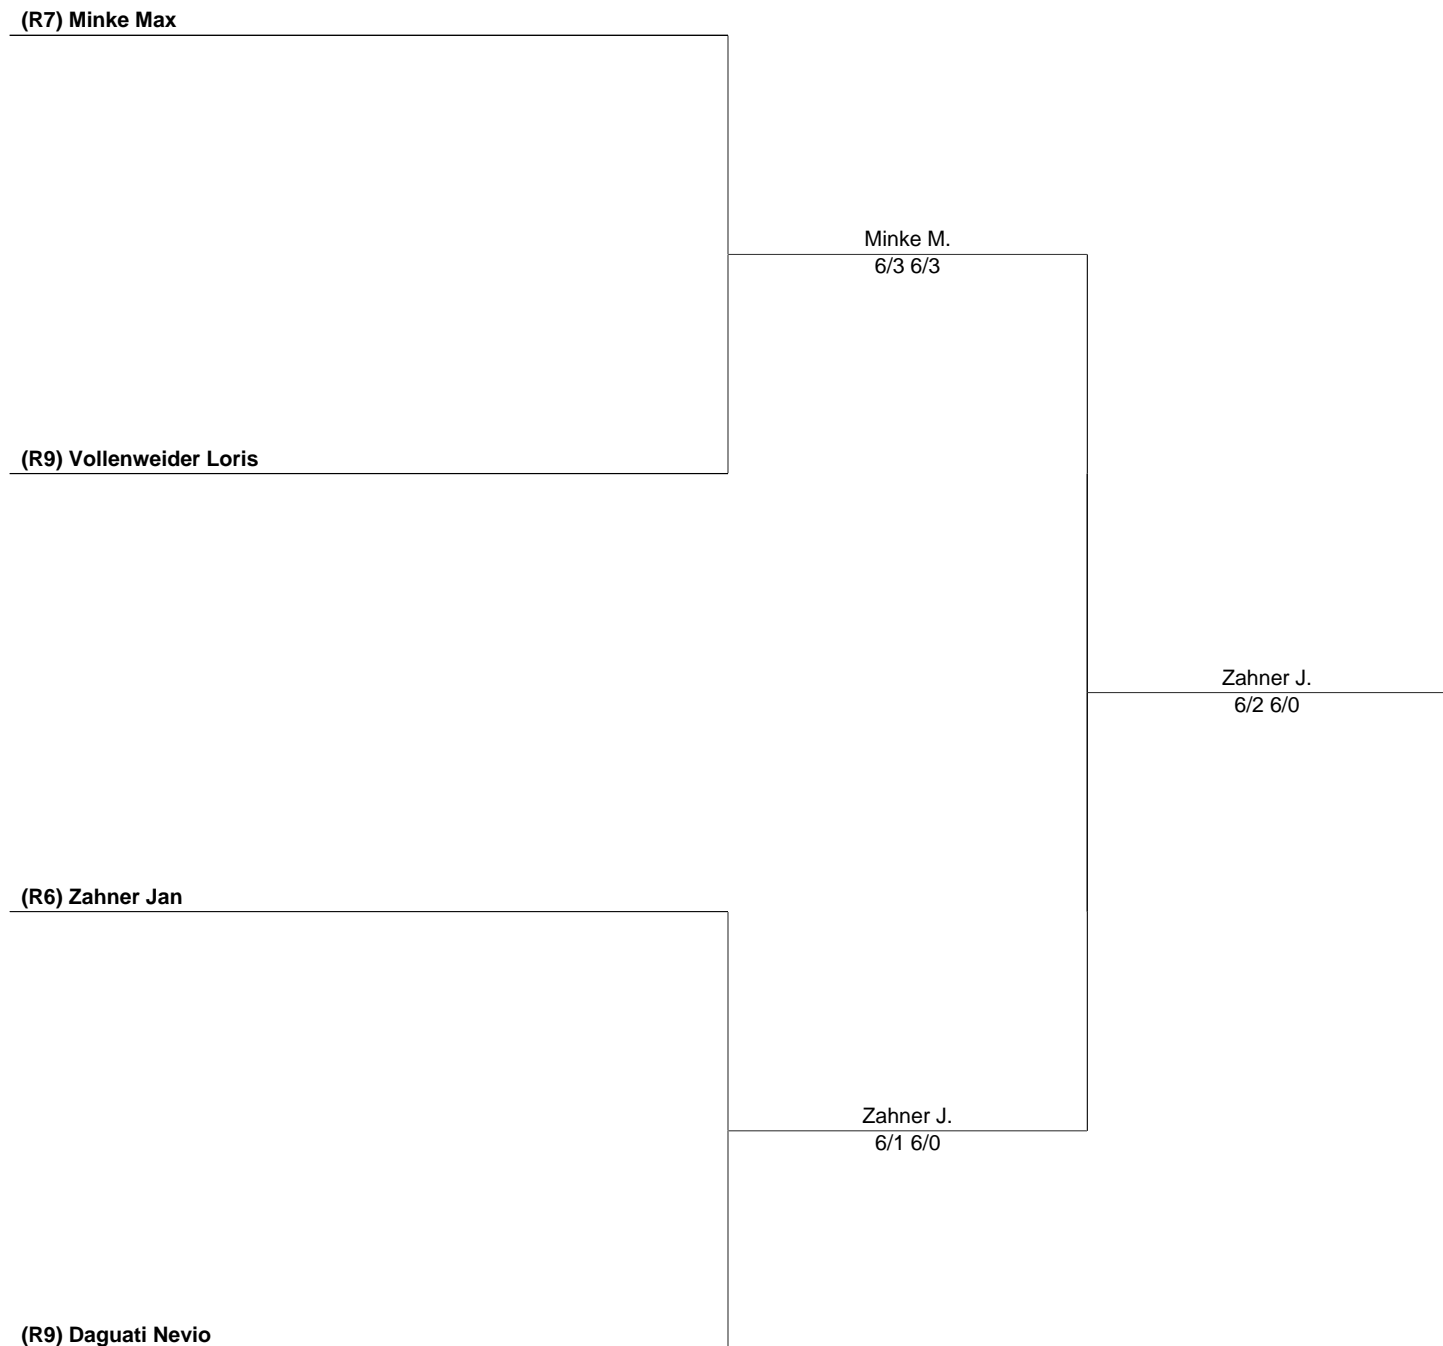 (R7) Minke Max
Minke M.
6/3 6/3
(R9) Vollenweider Loris
Zahner J.
6/2 6/0
(R6) Zahner Jan
Zahner J.
6/1 6/0
(R9) Daguati Nevio